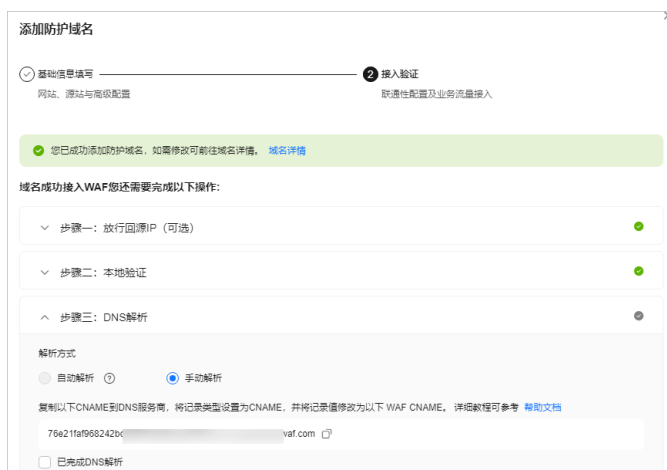 添加防护域名
基础信息填写
2 接入验证
网站、源站与高级配置
联通性配置及业务流量接入
您已成功添加防护域名，如需修改可前往域名详情。 域名详情
域名成功接入WAF您还需要完成以下操作：
步骤一：放行回源IP（可选）
步骤二：本地验证
步骤三：DNS解析
解析方式
自动解析 ? 手动解析
复制以下CNAME到DNS服务商，将记录类型设置为CNAME，并将记录值修改为以下 WAF CNAME。 详细教程可参考 帮助文档
76e21faf968242bc vaf.com
已完成DNS解析